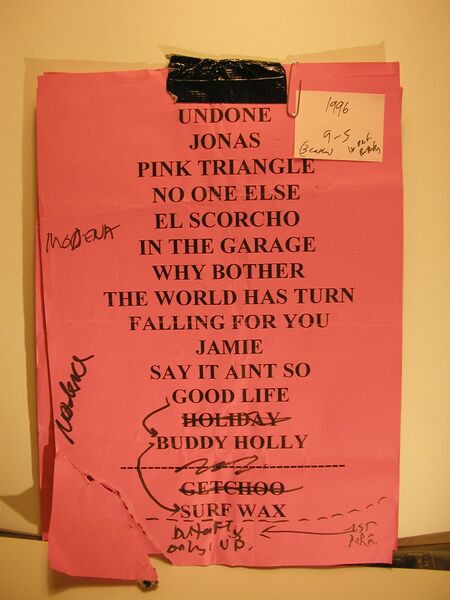 1996
9-5
UNDONE
JONAS
PINK TRIANGLE
NO ONE ELSE
EL SCORCHO
MODENA
IN THE GARAGE
WHY BOTHER
THE WORLD HAS TURN
FALLING FOR YOU
JAMIE
SAY IT AINT SO
GOOD LIFE
HOLIDAY
BUDDY HOLLY
GETCHOO
SURF WAX
1ST
PERF.